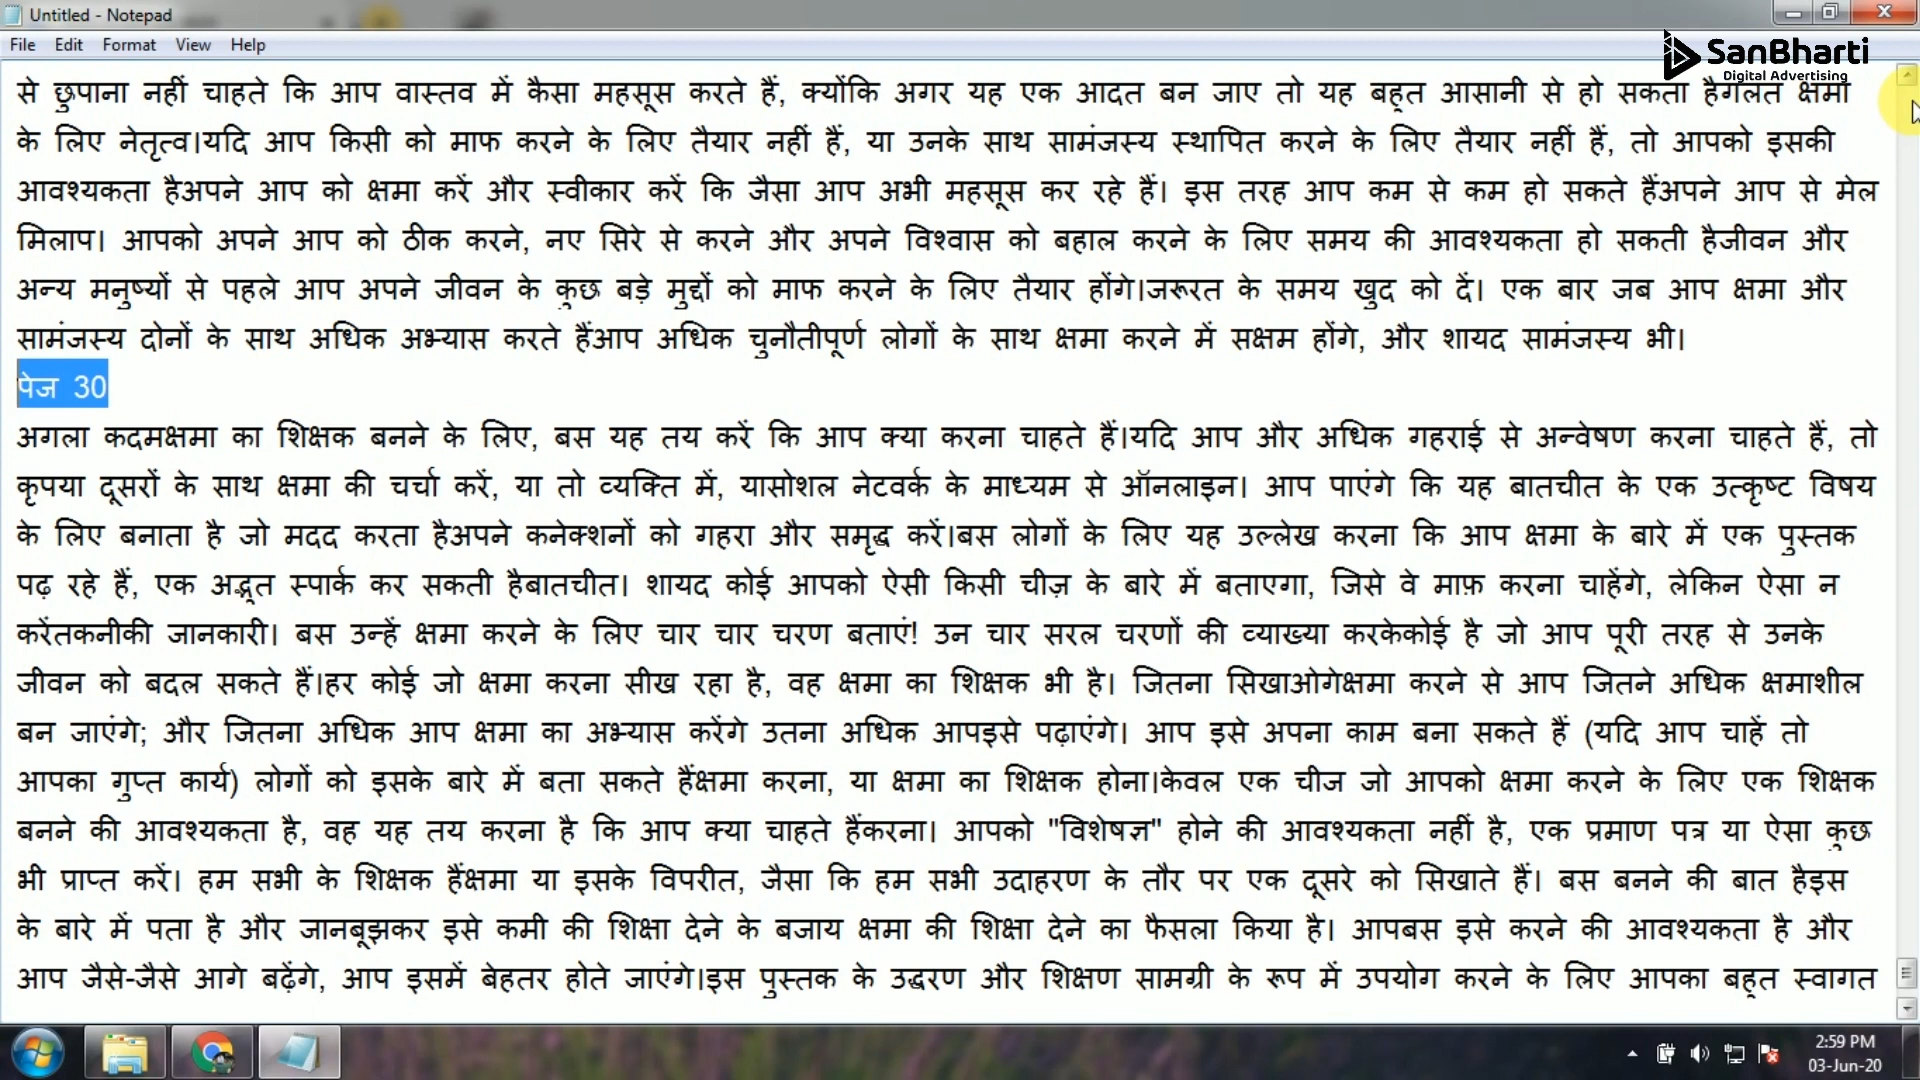 Untitled - Notepad
File Edit Format View Help
SanBharti
Digital Advertising
से छुपाना नहीं चाहते कि आप वास्तव में कैसा महसूस करते हैं, क्योंकि अगर यह एक आदत बन जाए तो यह बहुत आसानी से हो सकता हैगलत क्षमा
के लिए नेतृत्व।यदि आप किसी को माफ करने के लिए तैयार नहीं हैं, या उनके साथ सामंजस्य स्थापित करने के लिए तैयार नहीं हैं, तो आपको इसकी
आवश्यकता हैअपने आप को क्षमा करें और स्वीकार करें कि जैसा आप अभी महसूस कर रहे हैं। इस तरह आप कम से कम हो सकते हैंअपने आप से मेल
मिलाप। आपको अपने आप को ठीक करने, नए सिरे से करने और अपने विश्वास को बहाल करने के लिए समय की आवश्यकता हो सकती हैजीवन और
अन्य मनुष्यों से पहले आप अपने जीवन के कुछ बड़े मुद्दों को माफ करने के लिए तैयार होंगे।जरूरत के समय खुद को दें। एक बार जब आप क्षमा और
सामंजस्य दोनों के साथ अधिक अभ्यास करते हैंआप अधिक चुनौतीपूर्ण लोगों के साथ क्षमा करने में सक्षम होंगे, और शायद सामंजस्य भी।
पेज 30
अगला कदमक्षमा का शिक्षक बनने के लिए, बस यह तय करें कि आप क्या करना चाहते हैं।यदि आप और अधिक गहराई से अन्वेषण करना चाहते हैं, तो
कृपया दूसरों के साथ क्षमा की चर्चा करें, या तो व्यक्ति में, यासोशल नेटवर्क के माध्यम से ऑनलाइन। आप पाएंगे कि यह बातचीत के एक उत्कृष्ट विषय
के लिए बनाता है जो मदद करता हैअपने कनेक्शनों को गहरा और समृद्ध करें।बस लोगों के लिए यह उल्लेख करना कि आप क्षमा के बारे में एक पुस्तक
पढ़ रहे हैं, एक अद्भुत स्पार्क कर सकती हैबातचीत। शायद कोई आपको ऐसी किसी चीज़ के बारे में बताएगा, जिसे वे माफ़ करना चाहेंगे, लेकिन ऐसा न
करेंतकनीकी जानकारी। बस उन्हें क्षमा करने के लिए चार चार चरण बताएं! उन चार सरल चरणों की व्याख्या करकेकोई है जो आप पूरी तरह से उनके
जीवन को बदल सकते हैं।हर कोई जो क्षमा करना सीख रहा है, वह क्षमा का शिक्षक भी है। जितना सिखाओगेक्षमा करने से आप जितने अधिक क्षमाशील
बन जाएंगे; और जितना अधिक आप क्षमा का अभ्यास करेंगे उतना अधिक आपइसे पढ़ाएंगे। आप इसे अपना काम बना सकते हैं (यदि आप चाहें तो
आपका गुप्त कार्य) लोगों को इसके बारे में बता सकते हैंक्षमा करना, या क्षमा का शिक्षक होना।केवल एक चीज जो आपको क्षमा करने के लिए एक शिक्षक
बनने की आवश्यकता है, वह यह तय करना है कि आप क्या चाहते हैंकरना। आपको "विशेषज्ञ" होने की आवश्यकता नहीं है, एक प्रमाण पत्र या ऐसा कुछ
भी प्राप्त करें। हम सभी के शिक्षक हैंक्षमा या इसके विपरीत, जैसा कि हम सभी उदाहरण के तौर पर एक दूसरे को सिखाते हैं। बस बनने की बात हैइस
के बारे में पता है और जानबूझकर इसे कमी की शिक्षा देने के बजाय क्षमा की शिक्षा देने का फैसला किया है। आपबस इसे करने की आवश्यकता है और
आप जैसे-जैसे आगे बढ़ेंगे, आप इसमें बेहतर होते जाएंगे।इस पुस्तक के उद्धरण और शिक्षण सामग्री के रूप में उपयोग करने के लिए आपका बहुत स्वागत
2:59 PM
03-Jun-20